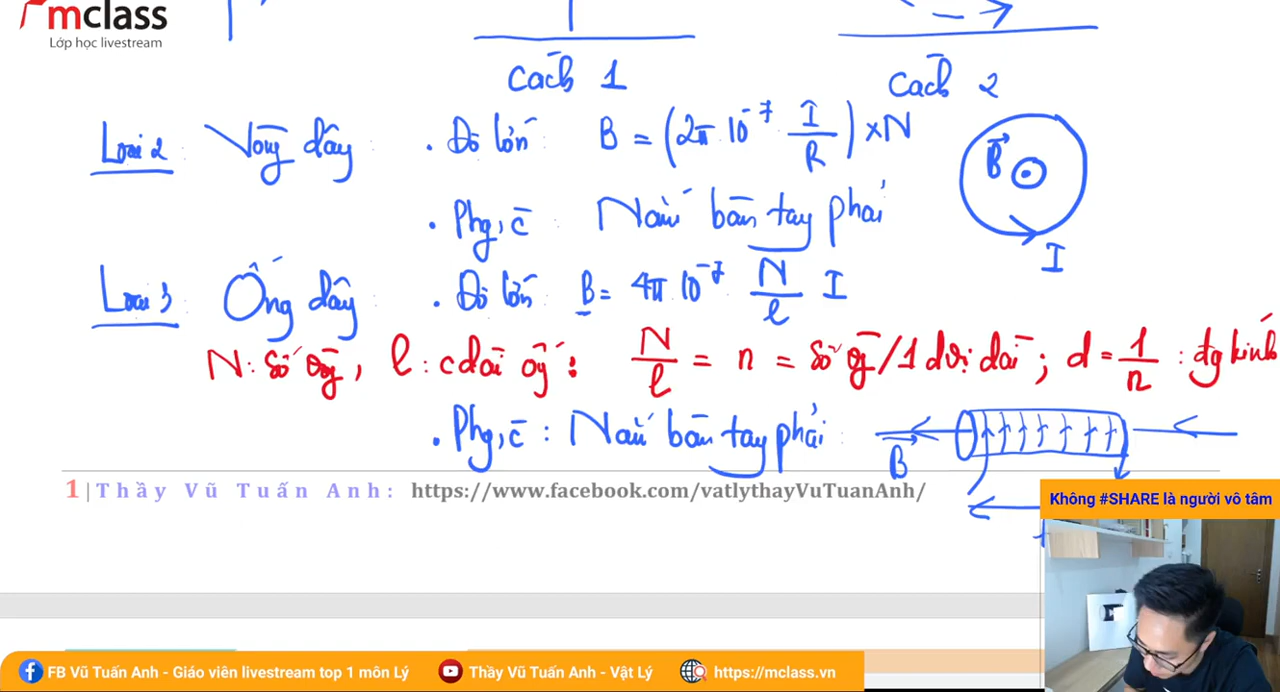 mclass
Lớp học livestream
Cách 1
Cách 2
Loại 2: Vòng dây: • Độ lớn: B = (2π 10⁻⁷ I/R) × N
B
I
• Phg, c: Nắm bàn tay phải
Loại 3: Ống dây: • Độ lớn: B = 4π 10⁻⁷ N/l I
N: số vg, l: c dài ốg: N/l = n = số vg/1 đvị dài; d = 1/n: đg kính
• Phg, c: Nắm bàn tay phải:
B
1|Thầy Vũ Tuấn Anh: https://www.facebook.com/vatlythayVuTuanAnh/
Không #SHARE là người vô tâm
FB Vũ Tuấn Anh - Giáo viên livestream top 1 môn Lý
Thầy Vũ Tuấn Anh - Vật Lý
https://mclass.vn